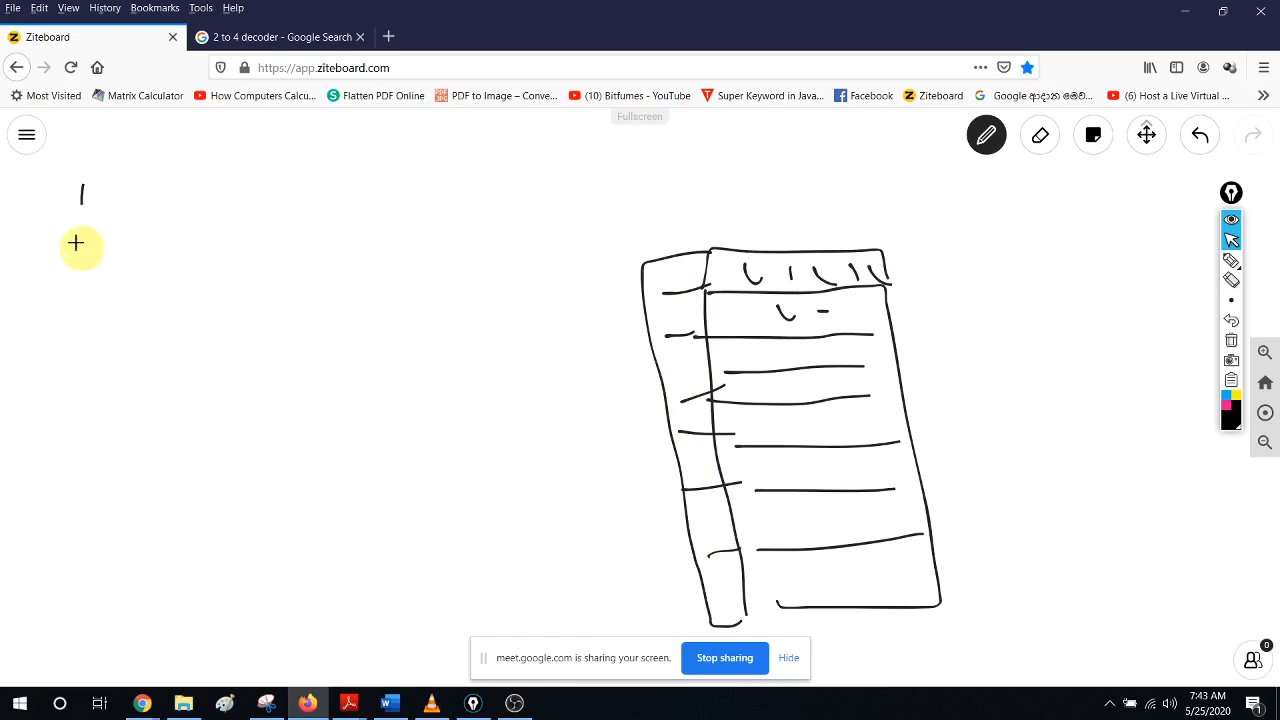 File Edit View History Bookmarks Tools Help
Ziteboard
2 to 4 decoder - Google Search
https://app.ziteboard.com
Most Visited Matrix Calculator How Computers Calcu... Flatten PDF Online PDF to Image – Conve... (10) Bitfumes - YouTube Super Keyword in Java... Facebook Ziteboard (6) Host a Live Virtual ...
Fullscreen
meet.google.com is sharing your screen. Stop sharing Hide
0
7:43 AM
5/25/2020